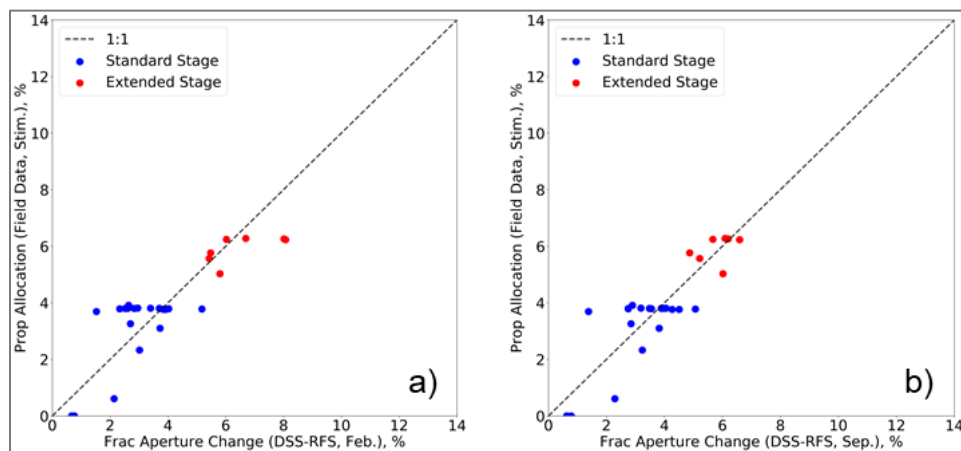 14
12
10
8
6
4
2
0
Prop Allocation (Field Data, Stim.), %
1:1
Standard Stage
Extended Stage
a)
0 2 4 6 8 10 12 14
Frac Aperture Change (DSS-RFS, Feb.), %
14
12
10
8
6
4
2
0
Prop Allocation (Field Data, Stim.), %
1:1
Standard Stage
Extended Stage
b)
0 2 4 6 8 10 12 14
Frac Aperture Change (DSS-RFS, Sep.), %